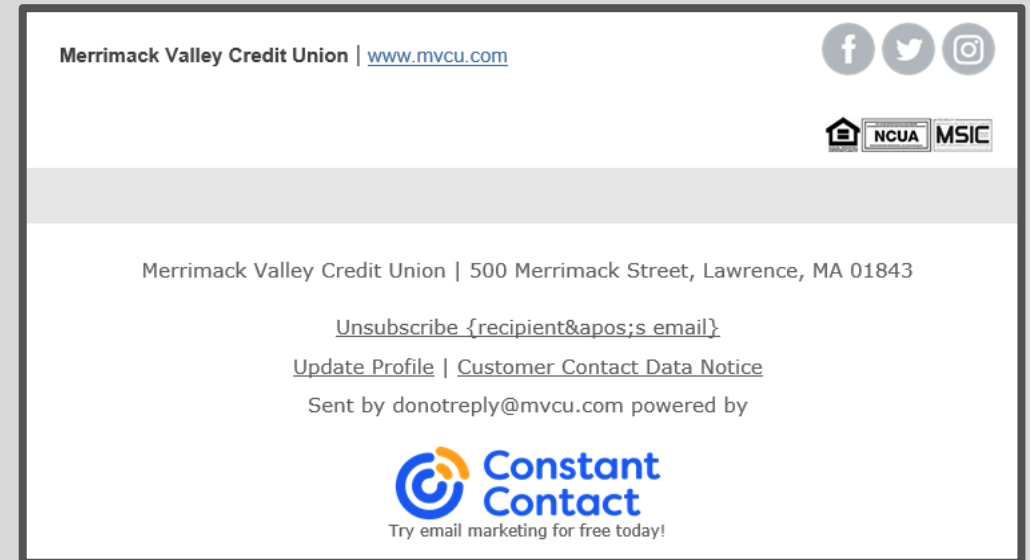 Merrimack Valley Credit Union | www.mvcu.com
NCUA MSIC
Merrimack Valley Credit Union | 500 Merrimack Street, Lawrence, MA 01843
Unsubscribe {recipient&apos;s email}
Update Profile | Customer Contact Data Notice
Sent by donotreply@mvcu.com powered by
Constant
Contact
Try email marketing for free today!